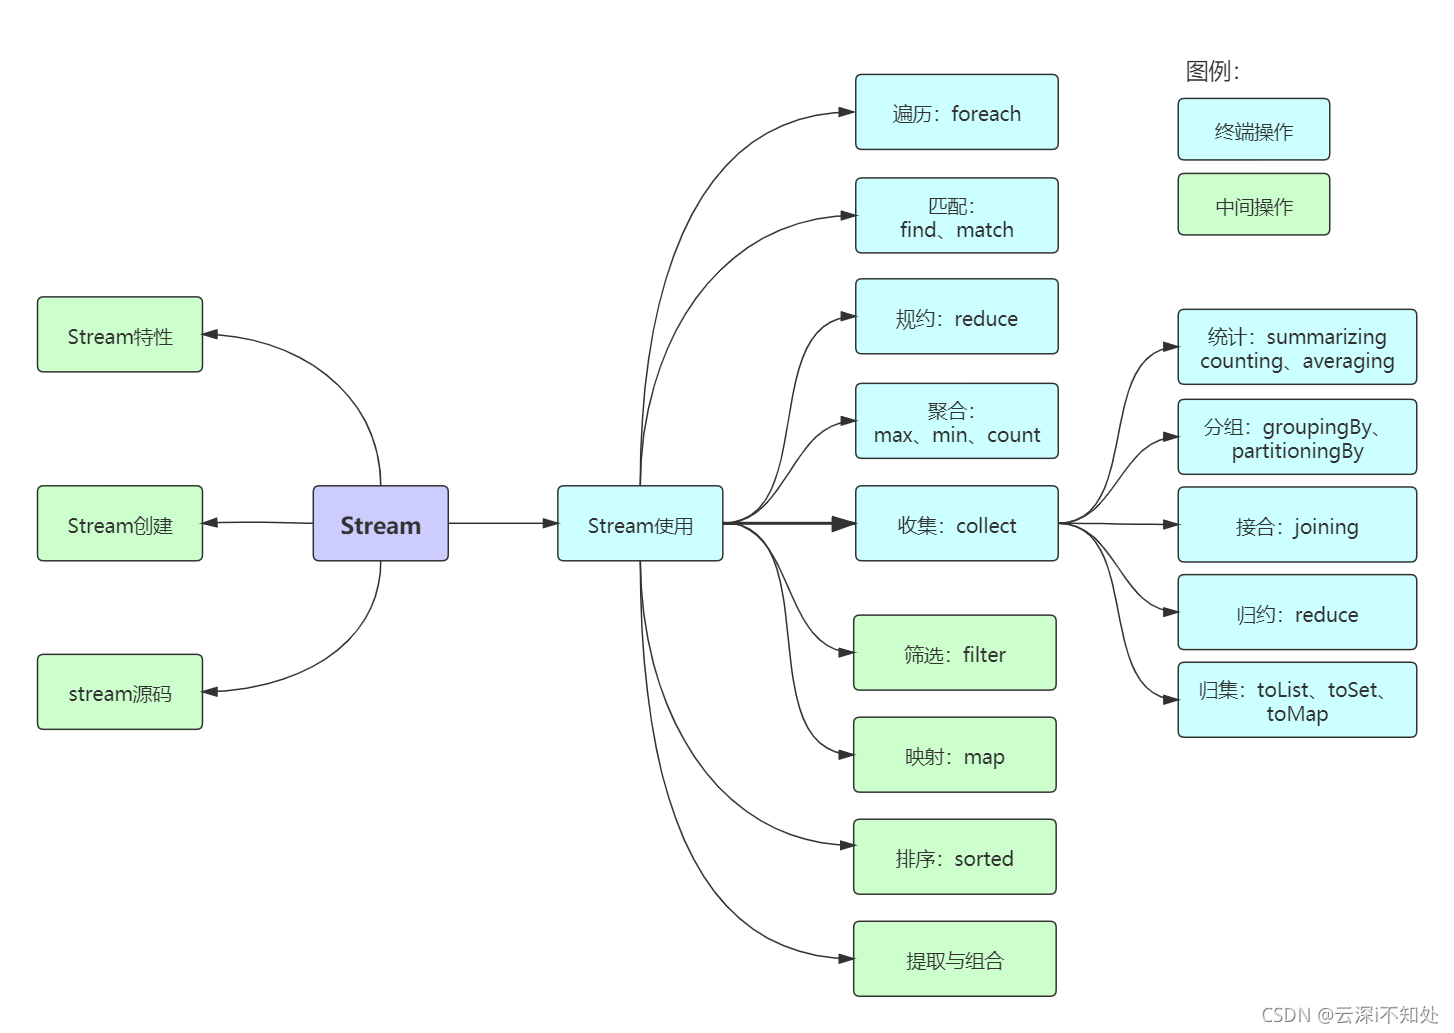 图例：
终端操作
中间操作
Stream特性
Stream创建
stream源码
Stream
Stream使用
遍历：foreach
匹配：
find、match
规约：reduce
聚合：
max、min、count
收集：collect
筛选：filter
映射：map
排序：sorted
提取与组合
统计：summarizing
counting、averaging
分组：groupingBy、
partitioningBy
接合：joining
归约：reduce
归集：toList、toSet、
toMap
CSDN @云深i不知处